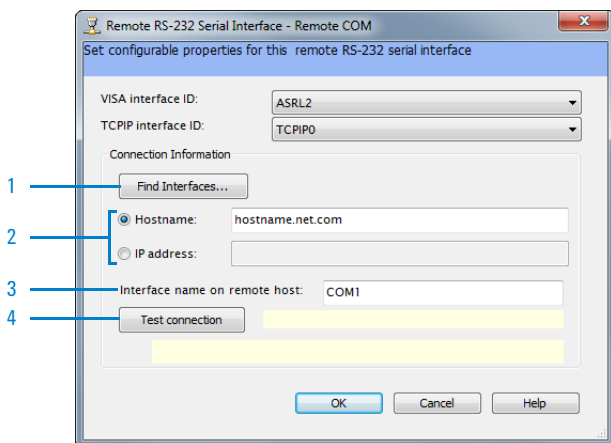 Remote RS-232 Serial Interface - Remote COM
Set configurable properties for this remote RS-232 serial interface
VISA interface ID: ASRL2
TCPIP interface ID: TCPIP0
Connection Information
1 Find Interfaces...
2 Hostname: hostname.net.com
IP address:
3 Interface name on remote host: COM1
4 Test connection
OK Cancel Help